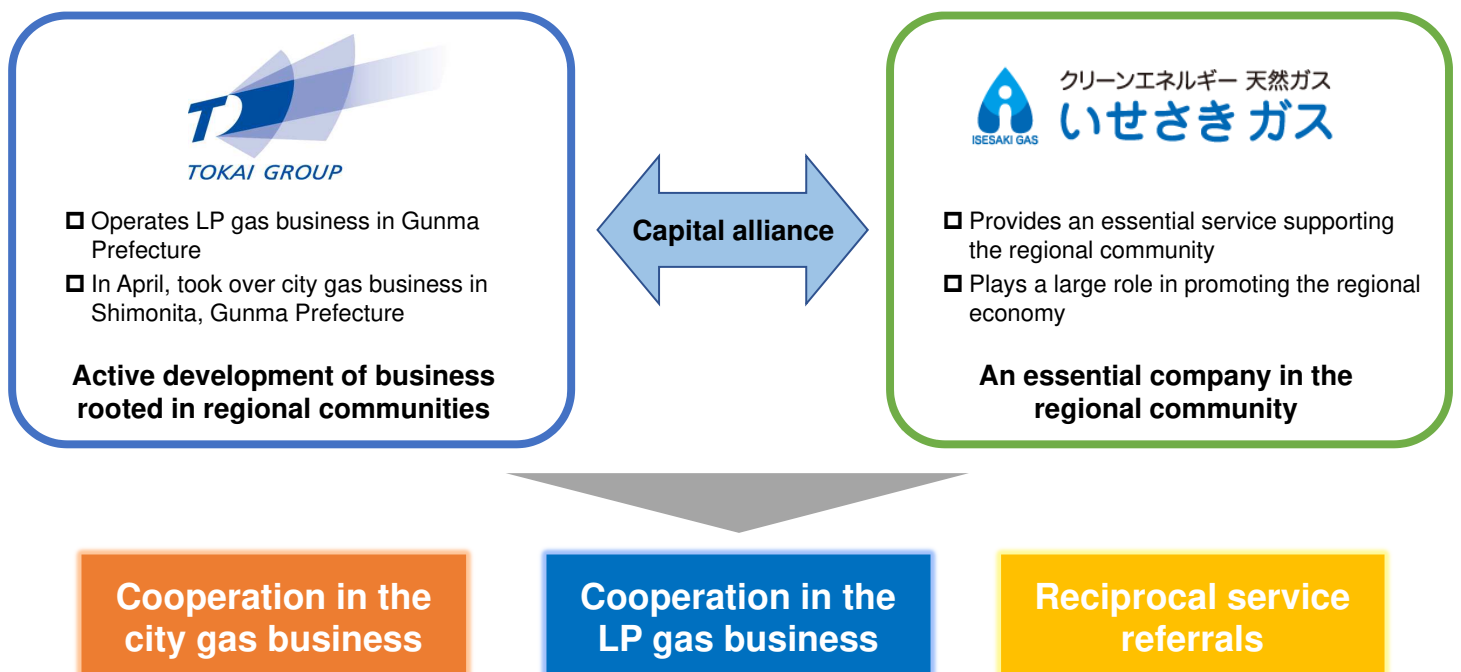 TOKAI GROUP
Operates LP gas business in Gunma
Prefecture
In April, took over city gas business in
Shimonita, Gunma Prefecture
Active development of business
rooted in regional communities
Capital alliance
クリーンエネルギー 天然ガス
いせさき ガス
ISESAKI GAS
Provides an essential service supporting
the regional community
Plays a large role in promoting the regional
economy
An essential company in the
regional community
Cooperation in the
city gas business
Cooperation in the
LP gas business
Reciprocal service
referrals